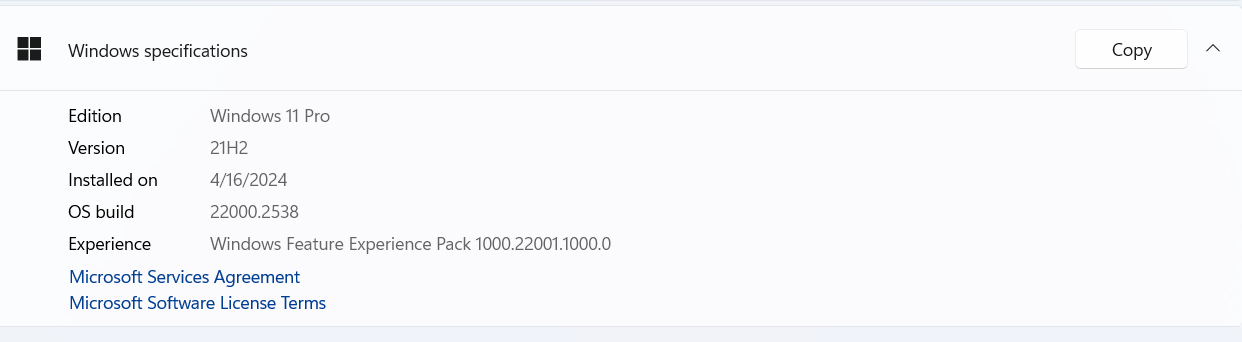 Windows specifications
Copy
Edition Windows 11 Pro
Version 21H2
Installed on 4/16/2024
OS build 22000.2538
Experience Windows Feature Experience Pack 1000.22001.1000.0
Microsoft Services Agreement
Microsoft Software License Terms